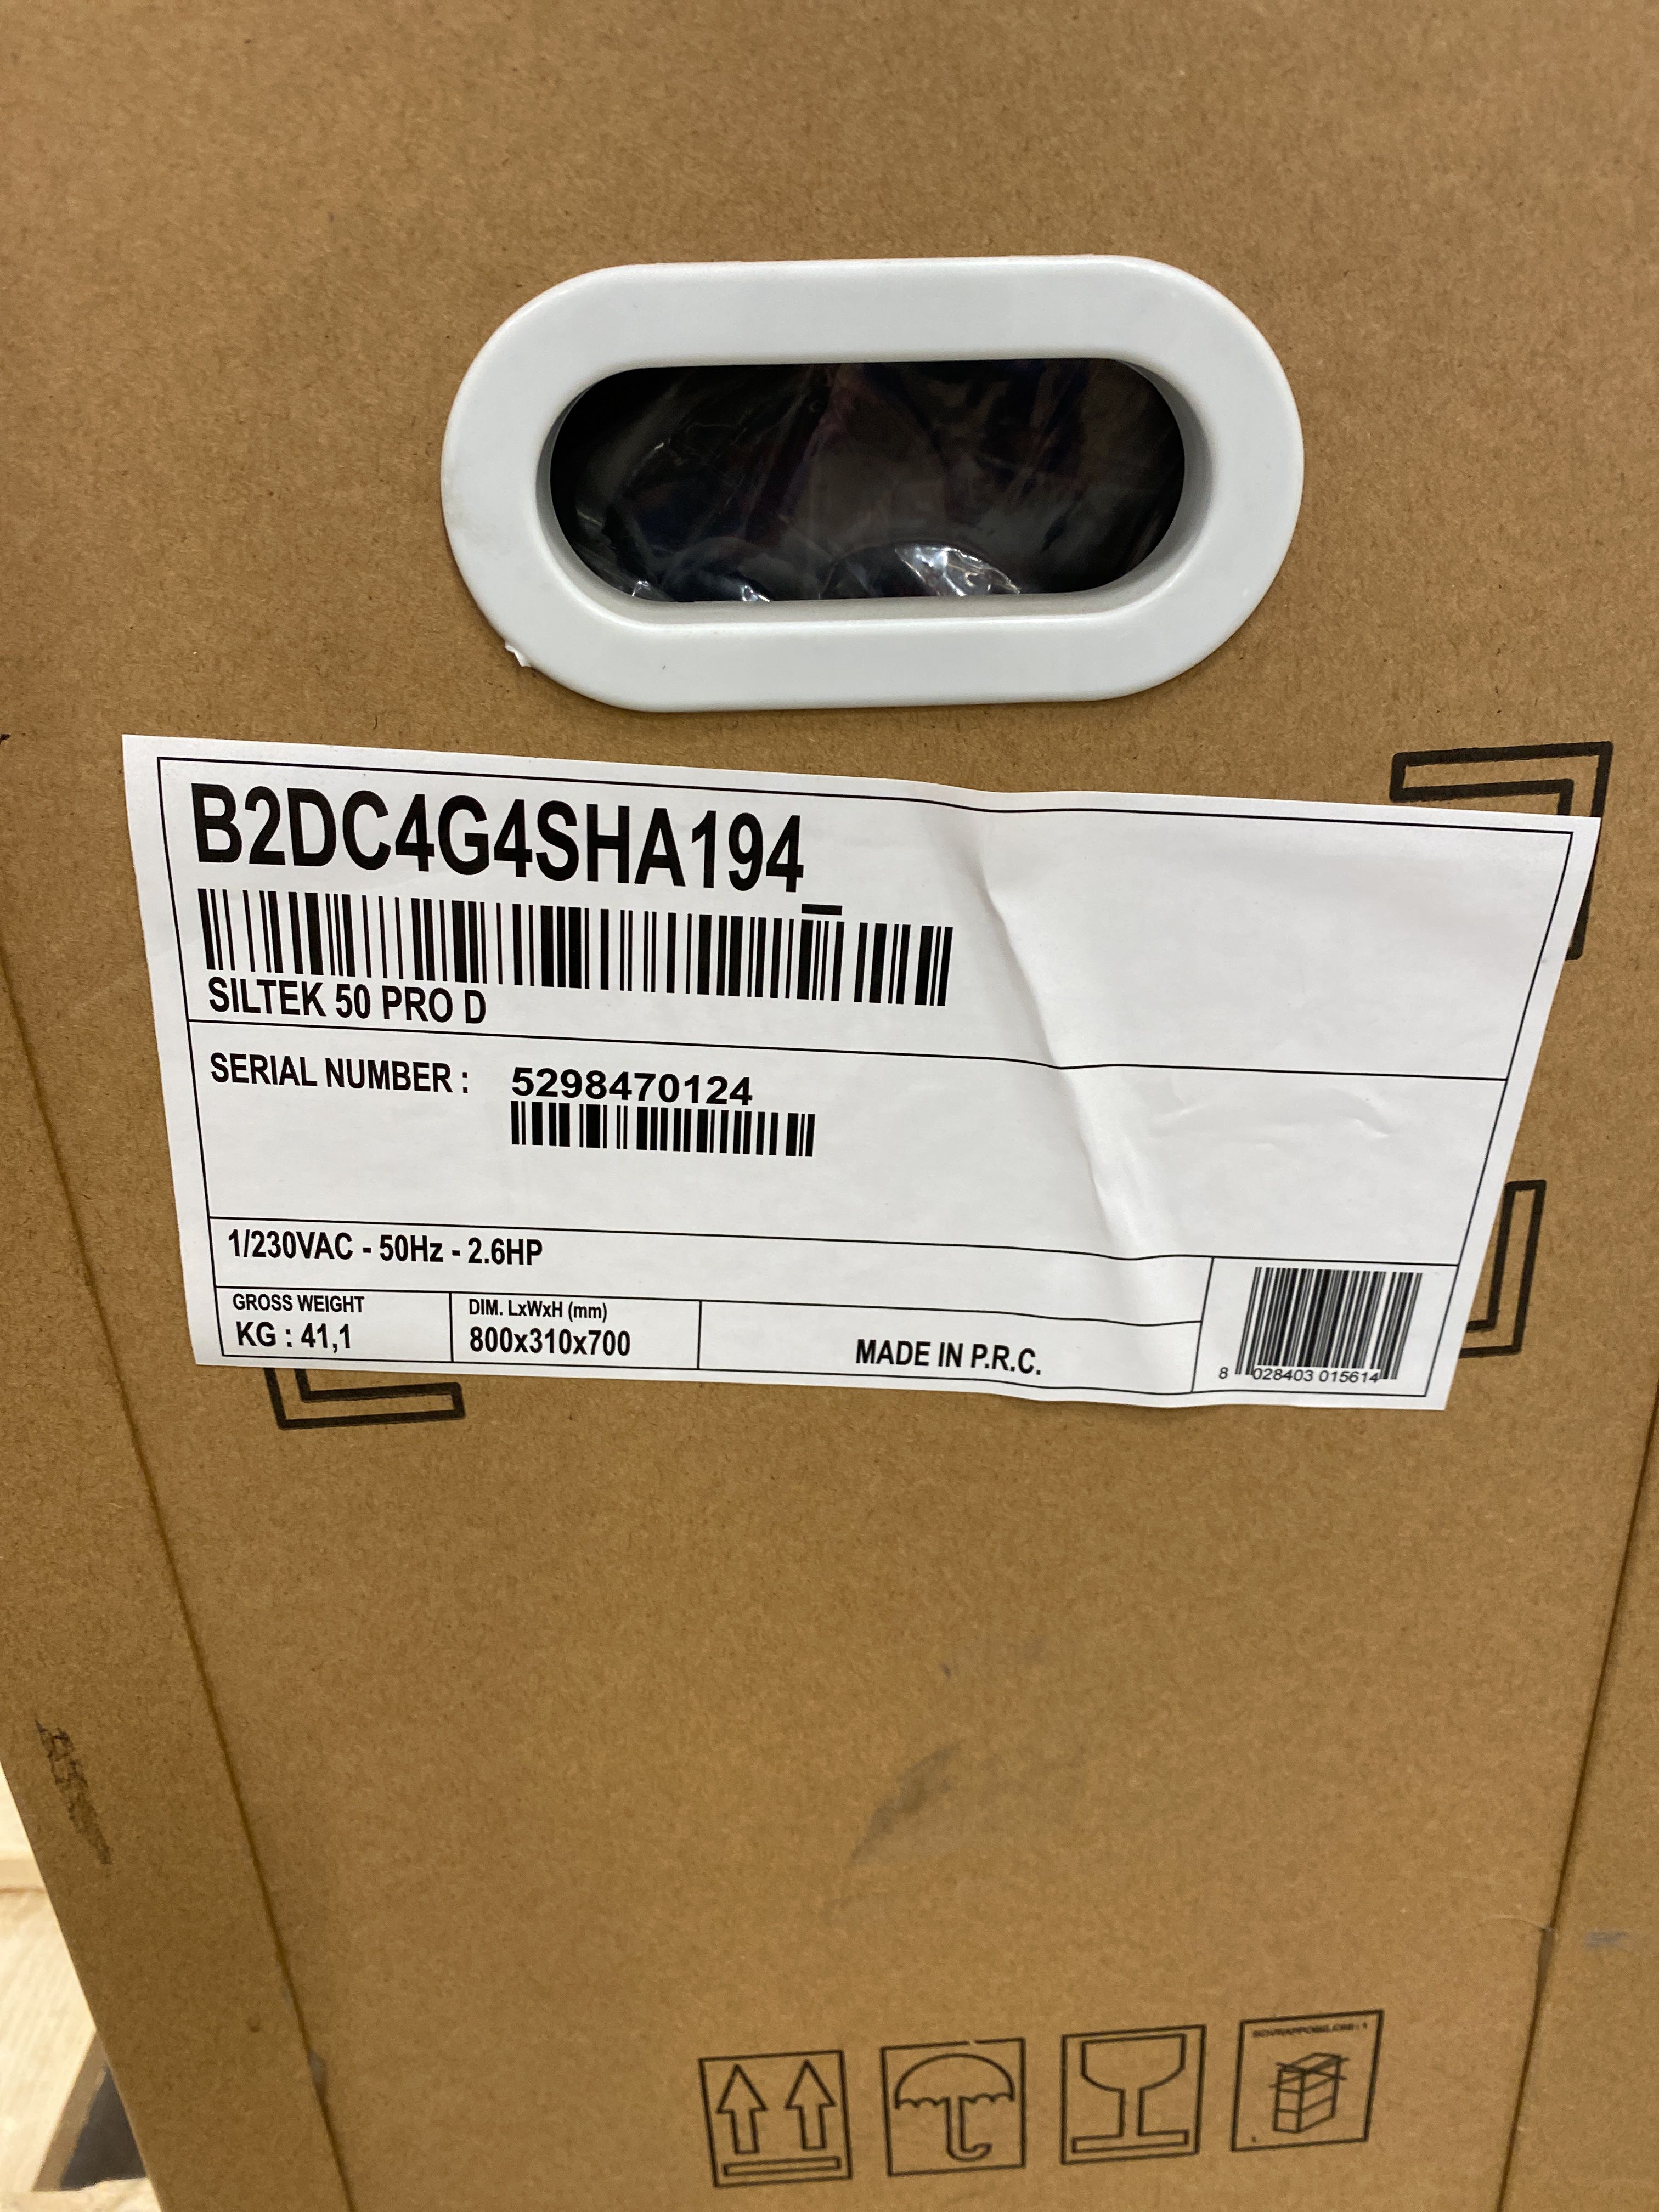 B2DC4G4SHA194_
SILTEK 50 PRO D
SERIAL NUMBER : 5298470124
1/230VAC - 50Hz - 2.6HP
GROSS WEIGHT
KG : 41,1
DIM. LxWxH (mm)
800x310x700
MADE IN P.R.C.
8 028403 015614